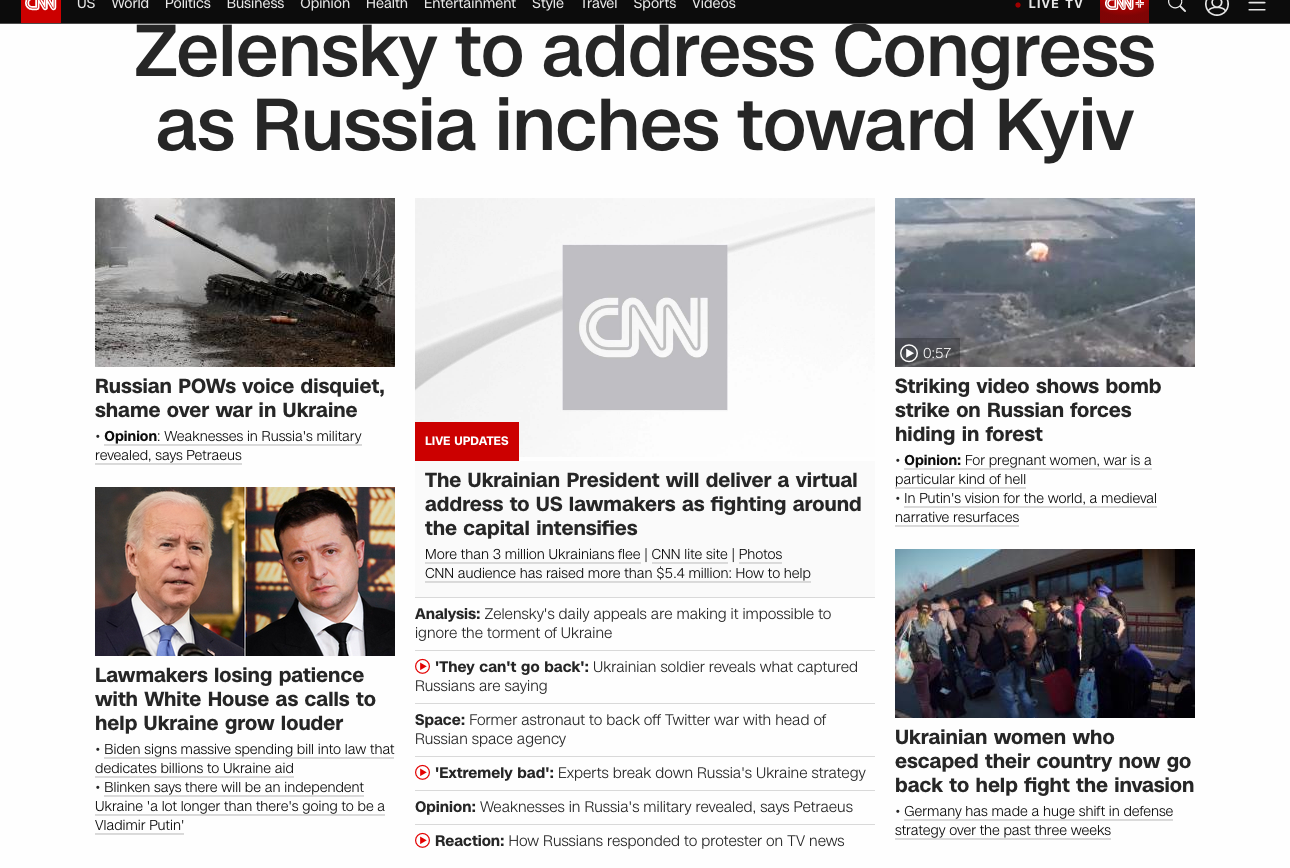 CNN US World Politics Business Opinion Health Entertainment Style Travel Sports Videos LIVE TV CNN+
Zelensky to address Congress
as Russia inches toward Kyiv
Russian POWs voice disquiet,
shame over war in Ukraine
• Opinion: Weaknesses in Russia's military
revealed, says Petraeus
Lawmakers losing patience
with White House as calls to
help Ukraine grow louder
• Biden signs massive spending bill into law that
dedicates billions to Ukraine aid
• Blinken says there will be an independent
Ukraine 'a lot longer than there's going to be a
Vladimir Putin'
CNN
LIVE UPDATES
The Ukrainian President will deliver a virtual
address to US lawmakers as fighting around
the capital intensifies
More than 3 million Ukrainians flee | CNN lite site | Photos
CNN audience has raised more than $5.4 million: How to help
Analysis: Zelensky's daily appeals are making it impossible to
ignore the torment of Ukraine
'They can't go back': Ukrainian soldier reveals what captured
Russians are saying
Space: Former astronaut to back off Twitter war with head of
Russian space agency
'Extremely bad': Experts break down Russia's Ukraine strategy
Opinion: Weaknesses in Russia's military revealed, says Petraeus
Reaction: How Russians responded to protester on TV news
0:57
Striking video shows bomb
strike on Russian forces
hiding in forest
• Opinion: For pregnant women, war is a
particular kind of hell
• In Putin's vision for the world, a medieval
narrative resurfaces
Ukrainian women who
escaped their country now go
back to help fight the invasion
• Germany has made a huge shift in defense
strategy over the past three weeks